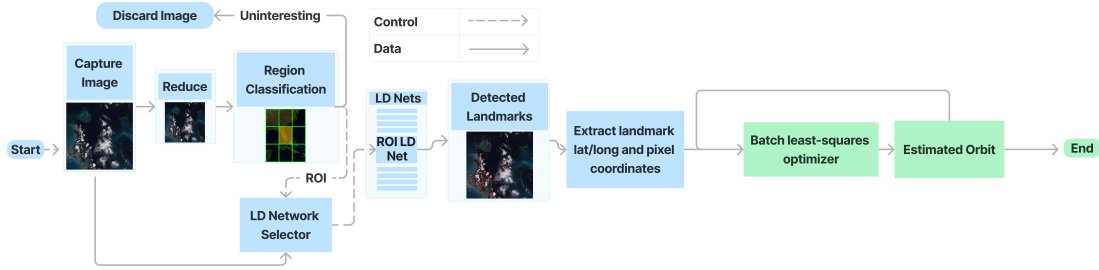 Discard Image
Uninteresting
Control
Data
Capture
Image
Reduce
Region
Classification
Start
ROI
LD Network
Selector
LD Nets
ROI LD
Net
Detected
Landmarks
Extract landmark
lat/long and pixel
coordinates
Batch least-squares
optimizer
Estimated Orbit
End